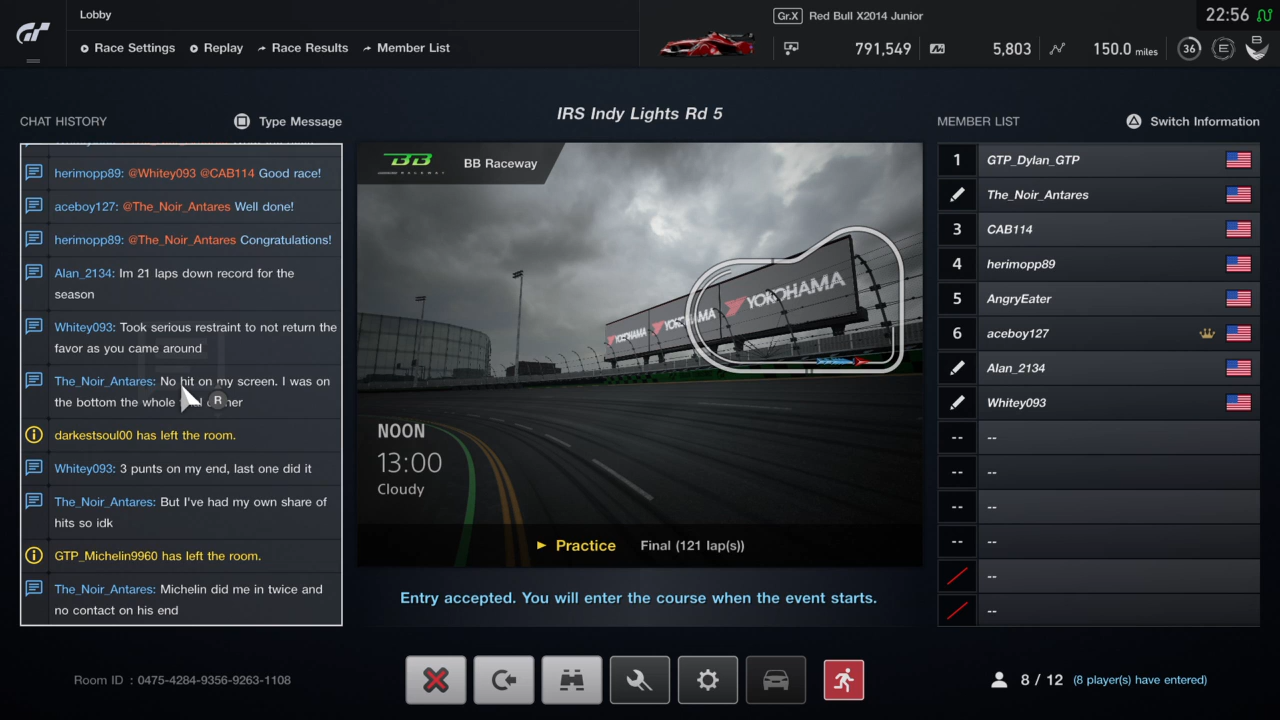 Lobby
Gr.X Red Bull X2014 Junior
22:56
Race Settings Replay Race Results Member List
791,549 5,803 150.0 miles 36 E B
CHAT HISTORY Type Message
herimopp89: @Whitey093 @CAB114 Good race!
aceboy127: @The_Noir_Antares Well done!
herimopp89: @The_Noir_Antares Congratulations!
Alan_2134: Im 21 laps down record for the
season
Whitey093: Took serious restraint to not return the
favor as you came around
The_Noir_Antares: No hit on my screen. I was on
the bottom the whole
R
darkestsoul00 has left the room.
Whitey093: 3 punts on my end, last one did it
The_Noir_Antares: But I've had my own share of
hits so idk
GTP_Michelin9960 has left the room.
The_Noir_Antares: Michelin did me in twice and
no contact on his end
IRS Indy Lights Rd 5
BB RACEWAY
BB Raceway
YOKOHAMA YOKOHAMA YOKOHAMA
NOON
13:00
Cloudy
Practice Final (121 lap(s))
Entry accepted. You will enter the course when the event starts.
MEMBER LIST Switch Information
1 GTP_Dylan_GTP
The_Noir_Antares
3 CAB114
4 herimopp89
5 AngryEater
6 aceboy127
Alan_2134
Whitey093
-- --
-- --
-- --
-- --
--
--
Room ID : 0475-4284-9356-9263-1108
8 / 12 (8 player(s) have entered)